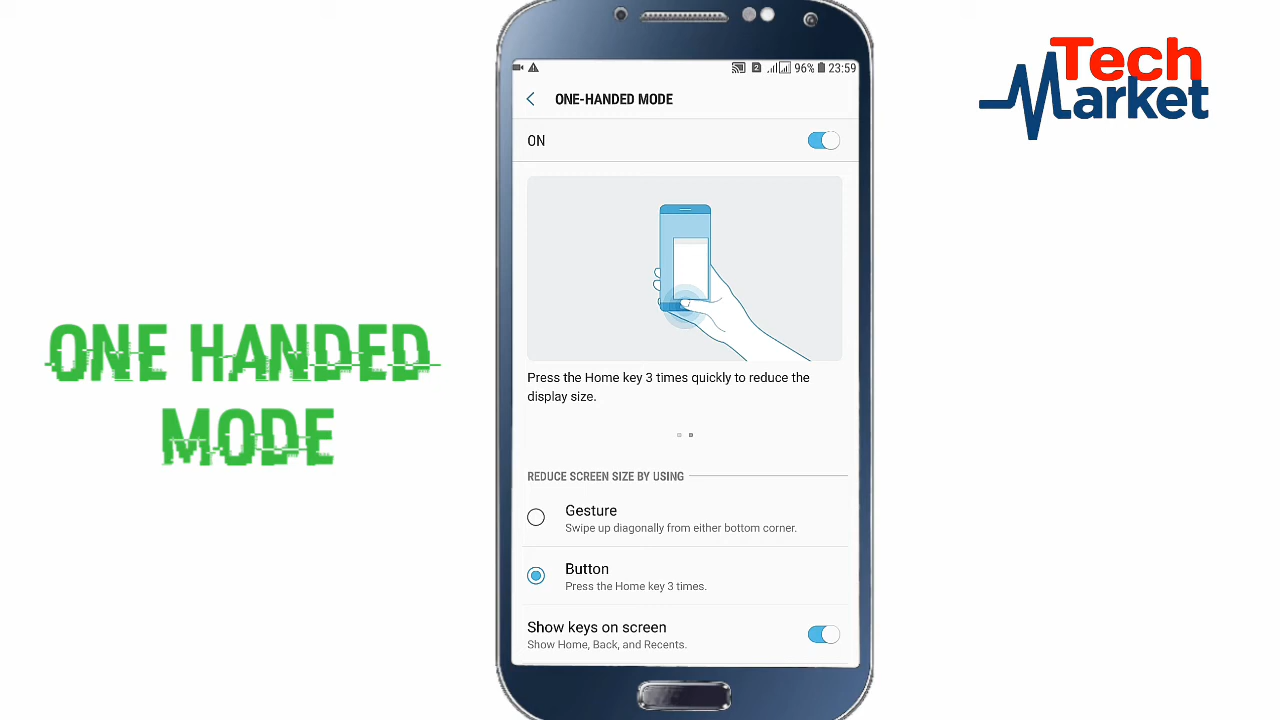 Tech
Market
96% 23:59
ONE-HANDED MODE
ON
ONE HANDED
MODE
Press the Home key 3 times quickly to reduce the
display size.
REDUCE SCREEN SIZE BY USING
Gesture
Swipe up diagonally from either bottom corner.
Button
Press the Home key 3 times.
Show keys on screen
Show Home, Back, and Recents.